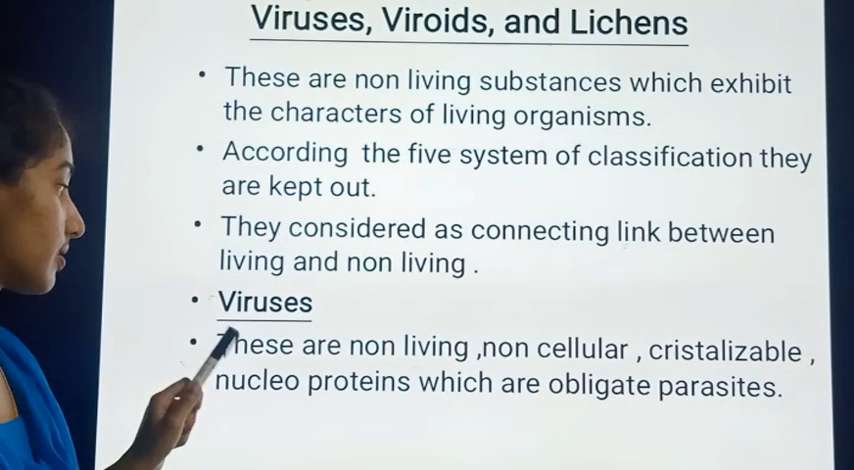 Viruses, Viroids, and Lichens
• These are non living substances which exhibit
the characters of living organisms.
• According the five system of classification they
are kept out.
• They considered as connecting link between
living and non living .
• Viruses
• These are non living ,non cellular , cristalizable ,
nucleo proteins which are obligate parasites.